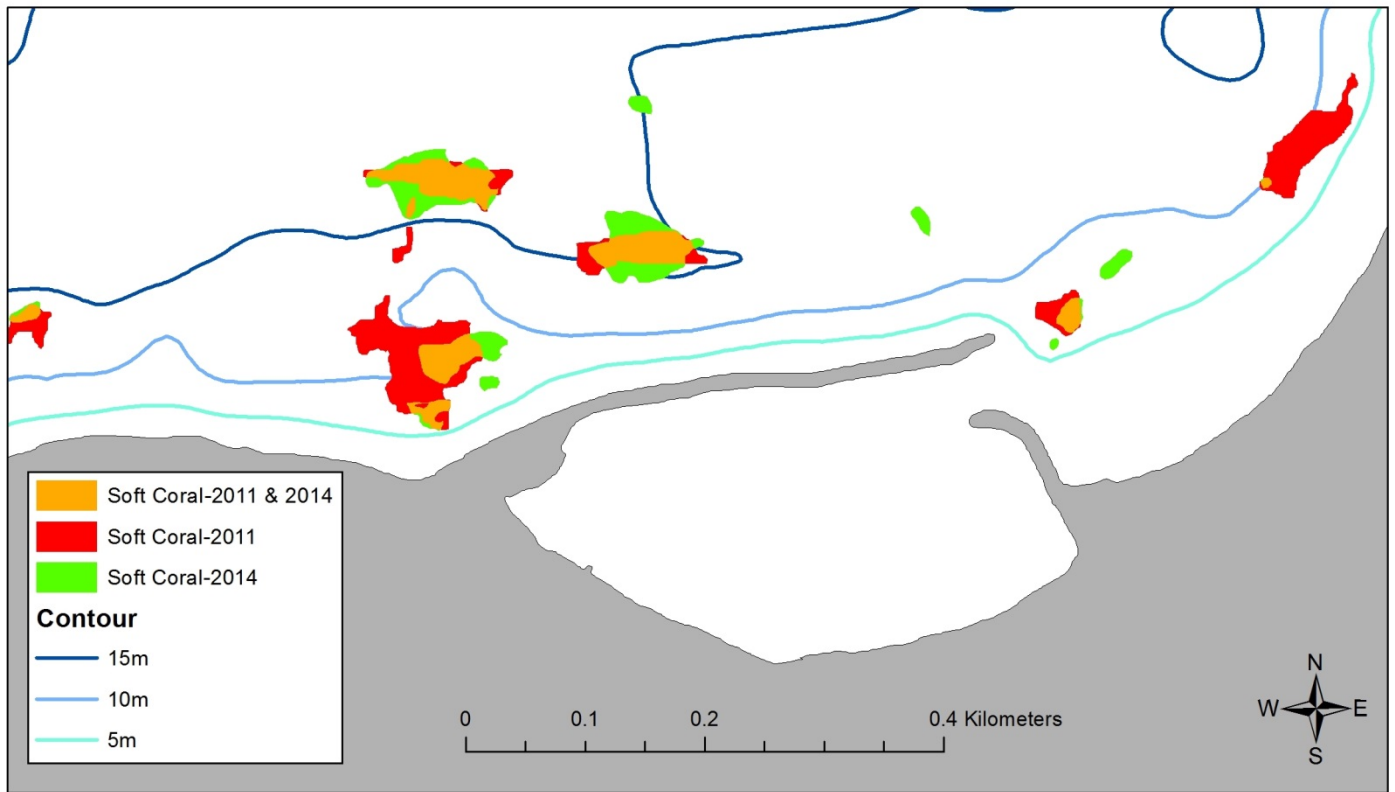 Soft Coral-2011 & 2014
Soft Coral-2011
Soft Coral-2014
Contour
15m
10m
5m
0 0.1 0.2 0.4 Kilometers
N
W E
S